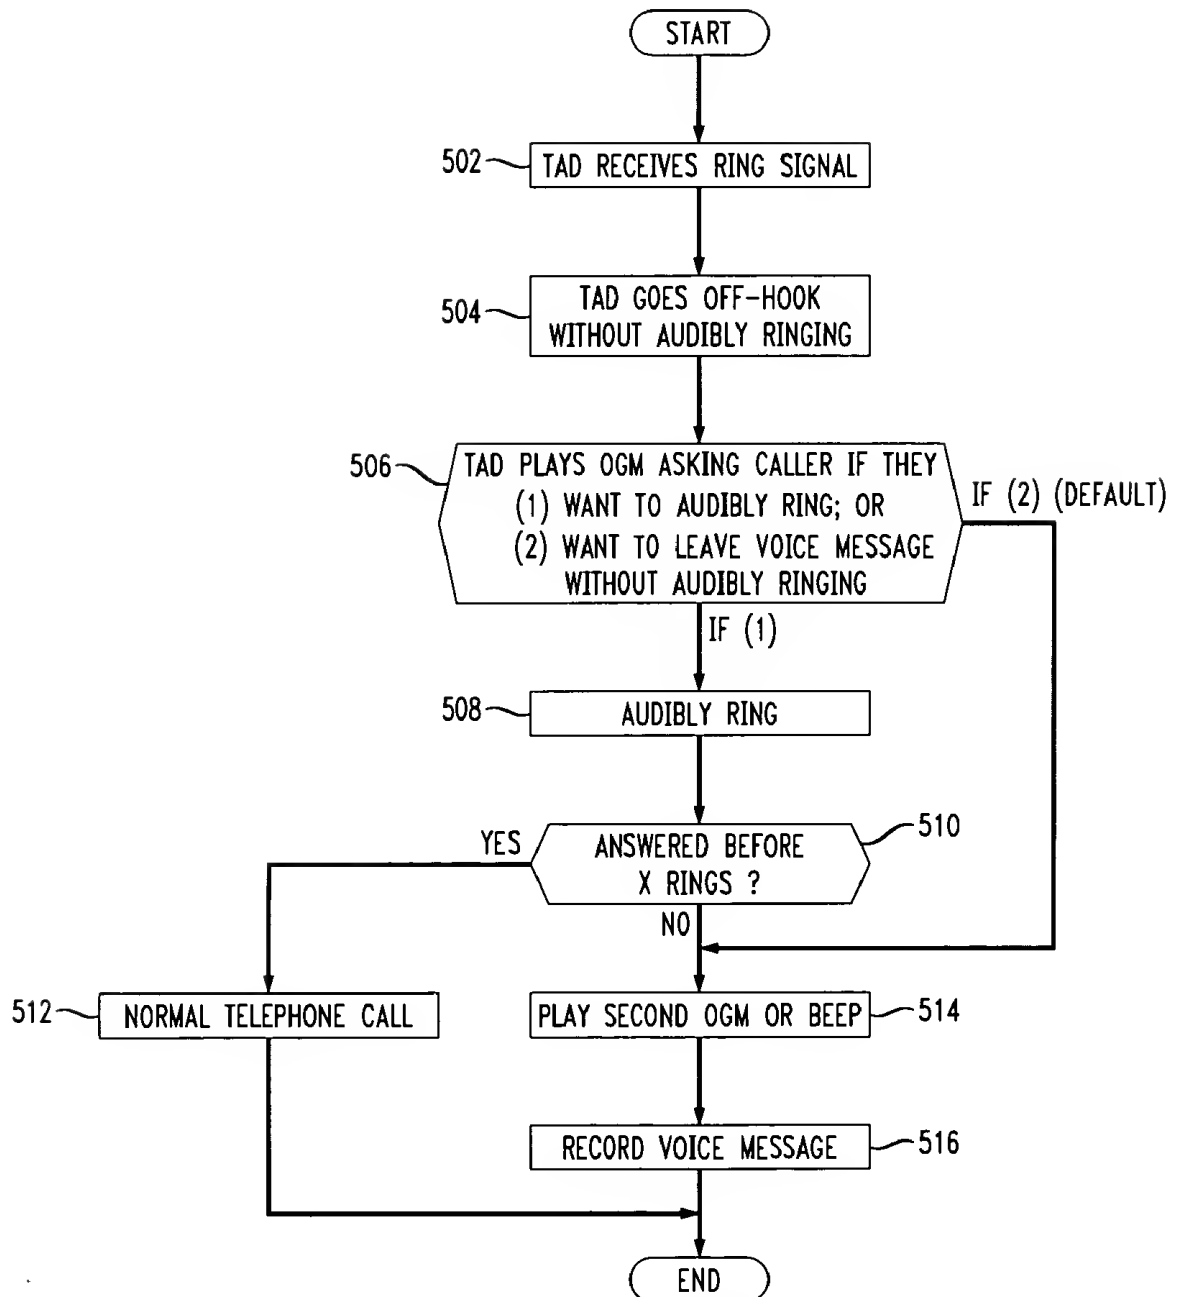 START
502
TAD RECEIVES RING SIGNAL
504
TAD GOES OFF-HOOK
WITHOUT AUDIBLY RINGING
506
TAD PLAYS OGM ASKING CALLER IF THEY
(1) WANT TO AUDIBLY RING; OR
(2) WANT TO LEAVE VOICE MESSAGE
WITHOUT AUDIBLY RINGING
IF (2) (DEFAULT)
IF (1)
508
AUDIBLY RING
510
ANSWERED BEFORE
X RINGS ?
YES
NO
512
NORMAL TELEPHONE CALL
PLAY SECOND OGM OR BEEP
514
RECORD VOICE MESSAGE
516
END